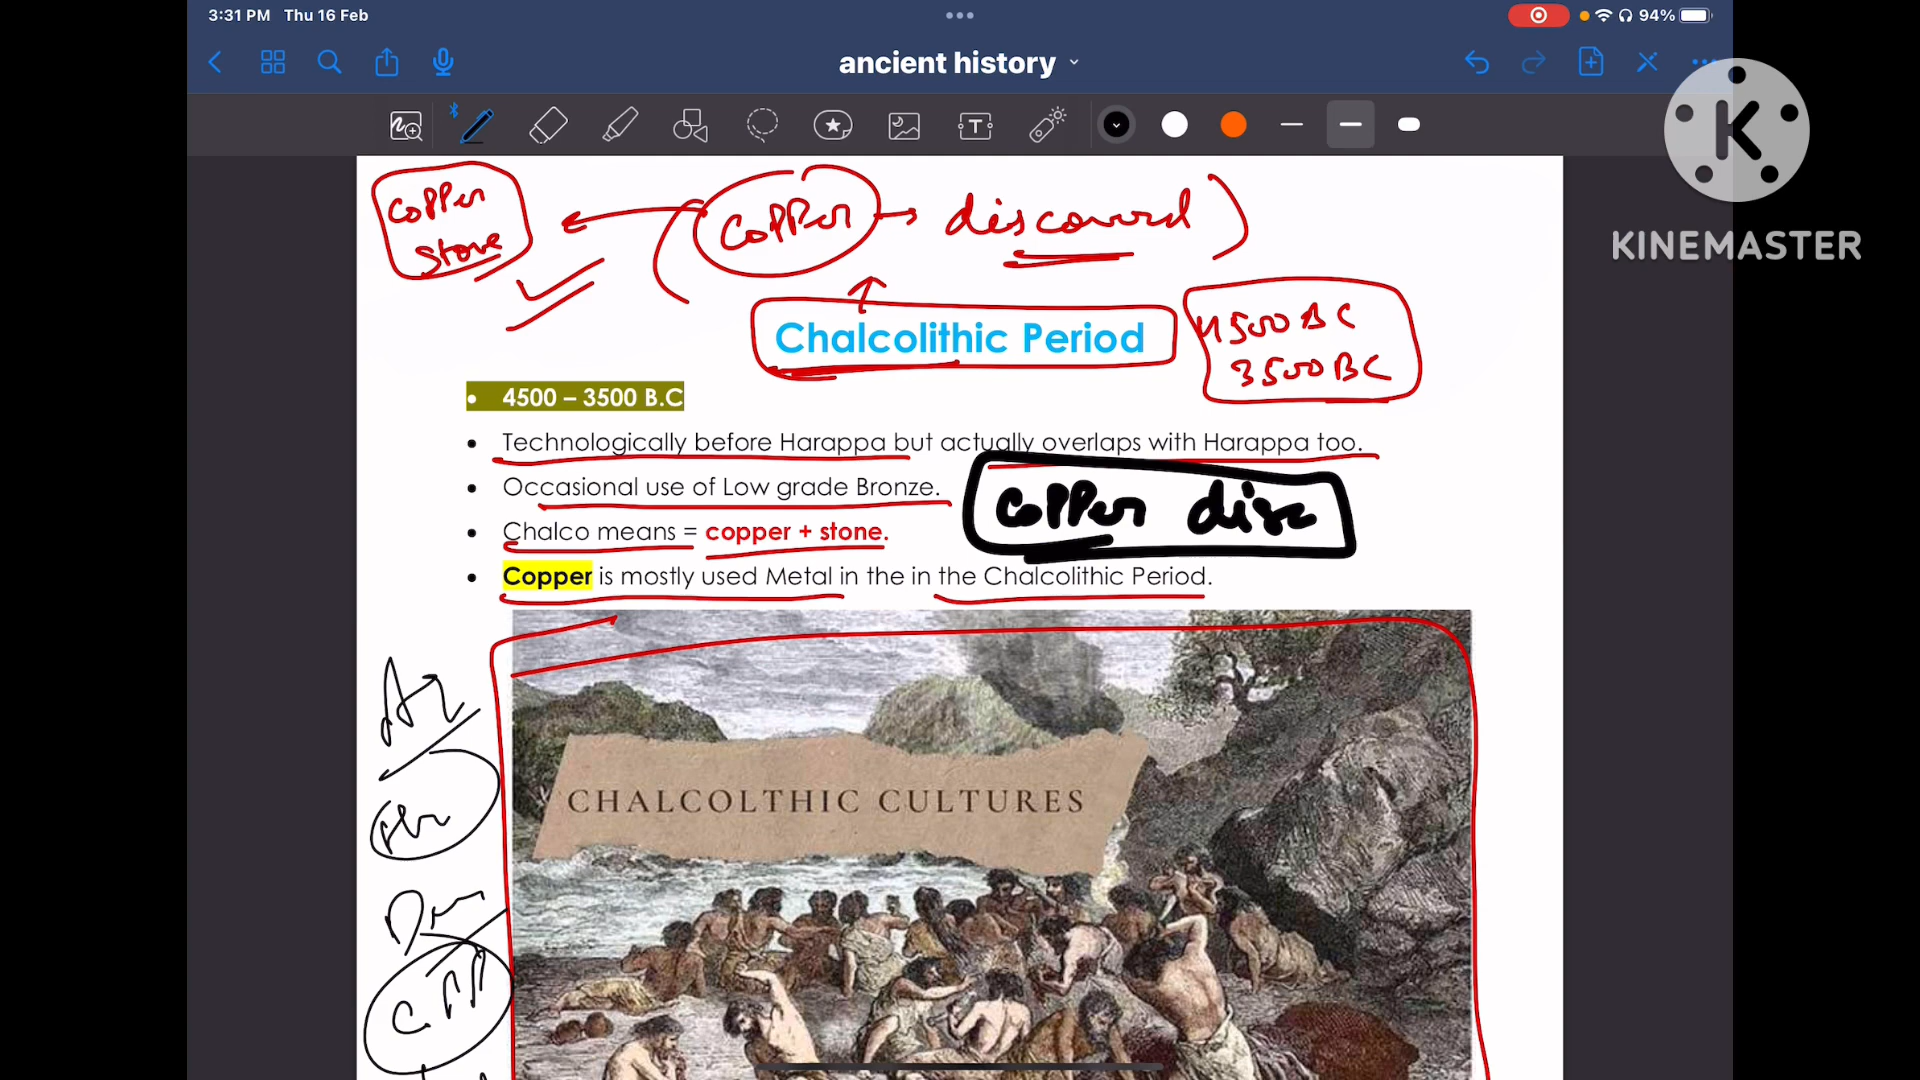 3:31 PM Thu 16 Feb
94%
ancient history
T
K
KINEMASTER
Copper
Stone
Copper
Chalcolithic Period
4500 BC
3500 BC
• 4500 – 3500 B.C
• Technologically before Harappa but actually overlaps with Harappa too.
• Occasional use of Low grade Bronze.
• Chalco means = copper + stone.
Copper disc
• Copper is mostly used Metal in the in the Chalcolithic Period.
CHALCOLTHIC CULTURES